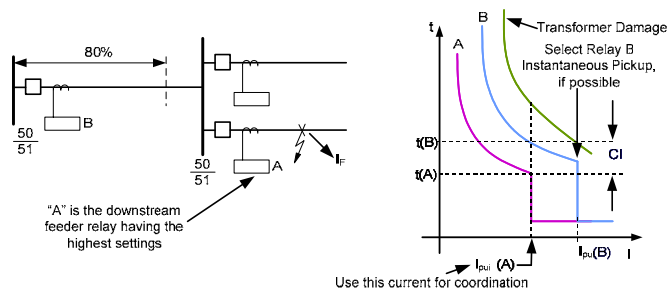 80%
B
50
51
50
51
A
IF
"A" is the downstream
feeder relay having the
highest settings
t
A
B
Transformer Damage
Select Relay B
Instantaneous Pickup,
if possible
t(B)
t(A)
CI
Ipui (A)
Ipu(B)
I
Use this current for coordination